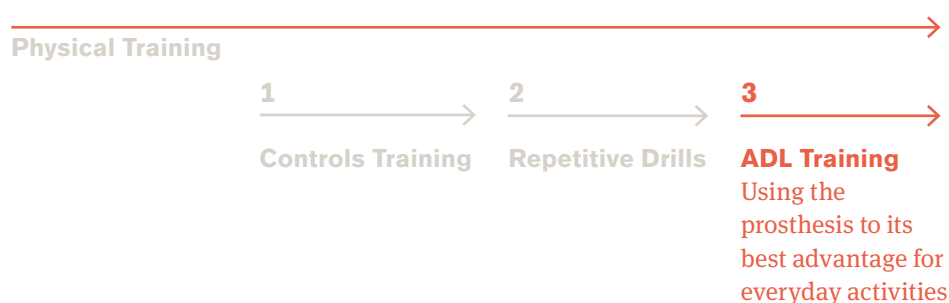 Physical Training
1
2
3
Controls Training
Repetitive Drills
ADL Training
Using the
prosthesis to its
best advantage for
everyday activities